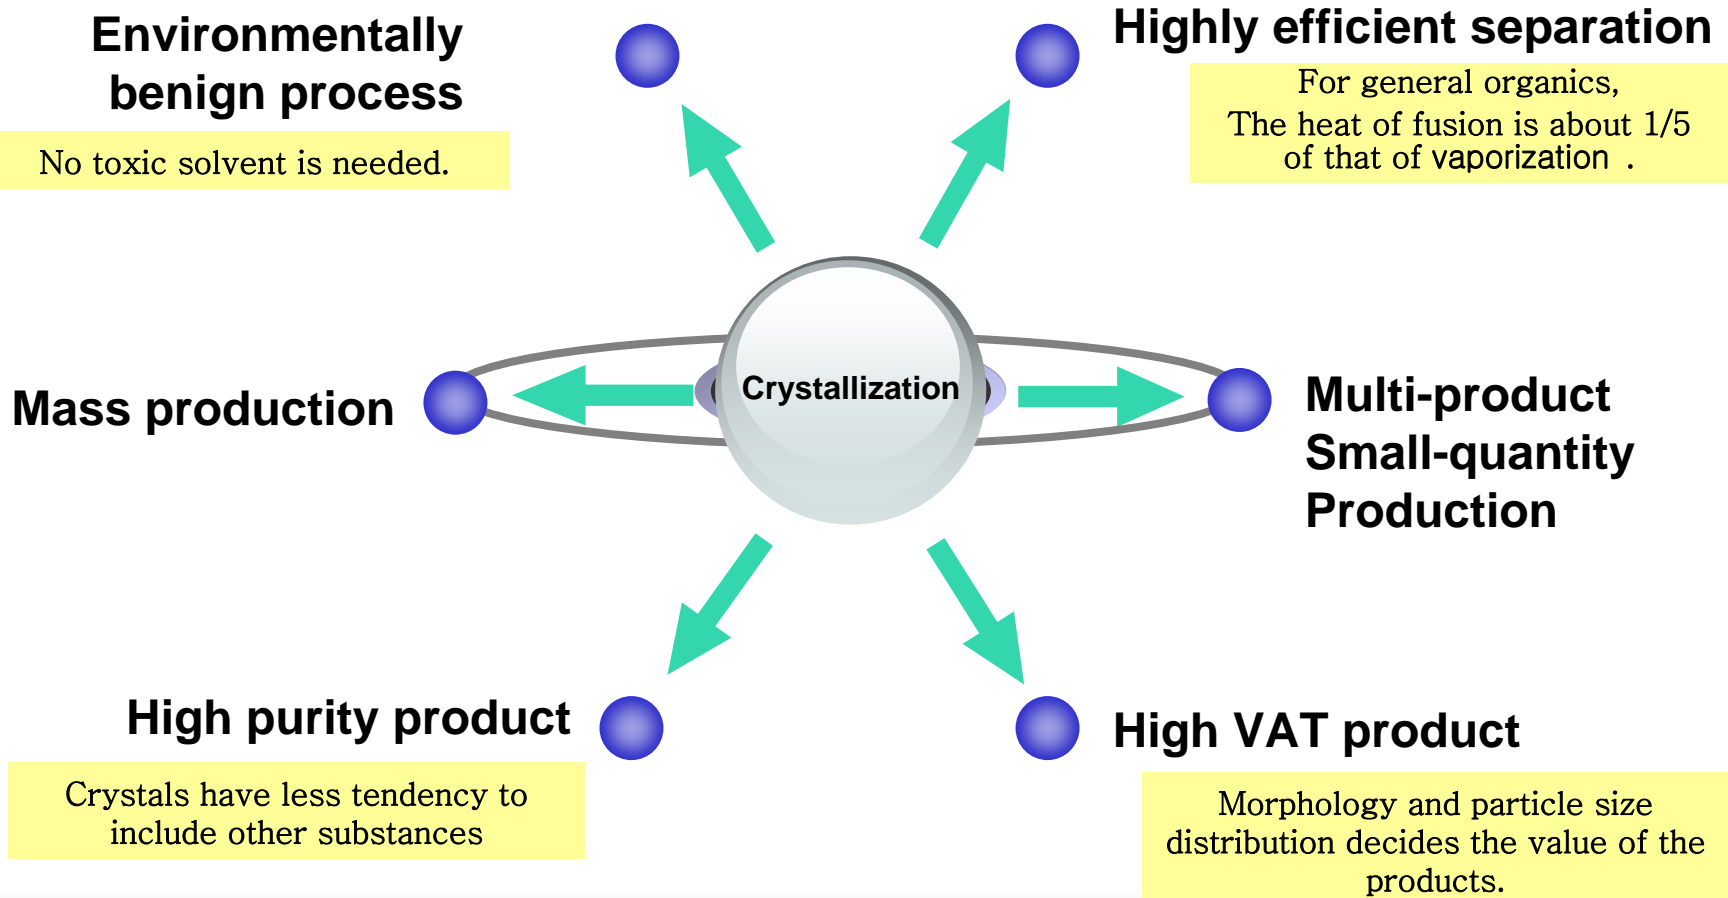 Environmentally
benign process
No toxic solvent is needed.
Highly efficient separation
For general organics,
The heat of fusion is about 1/5
of that of vaporization .
Mass production
Crystallization
Multi-product
Small-quantity
Production
High purity product
Crystals have less tendency to
include other substances
High VAT product
Morphology and particle size
distribution decides the value of the
products.